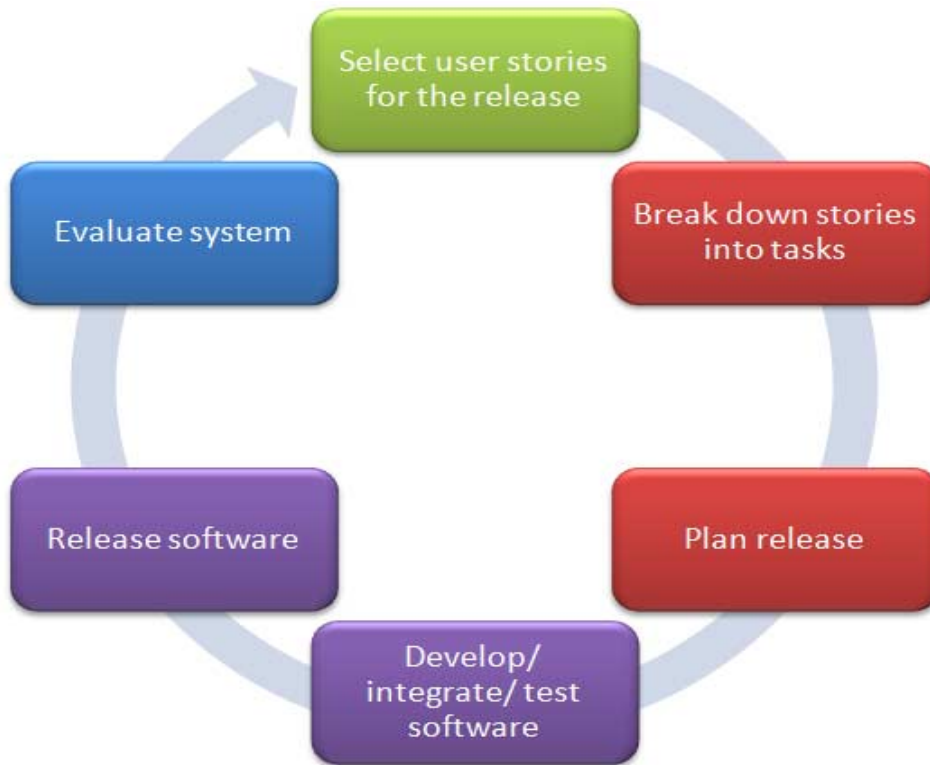 Select user stories
for the release
Break down stories
into tasks
Plan release
Develop/
integrate/ test
software
Release software
Evaluate system